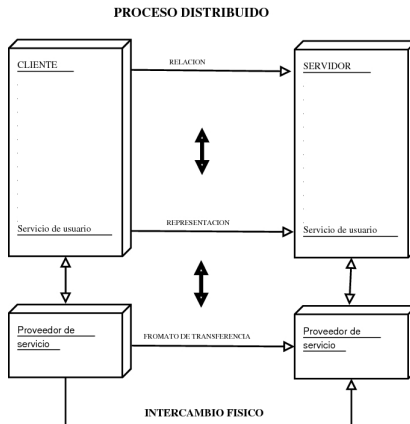 PROCESO DISTRIBUIDO
CLIENTE
RELACION
SERVIDOR
Servicio de usuario
REPRESENTACION
Servicio de usuario
Proveedor de
servicio
FROMATO DE TRANSFERENCIA
Proveedor de
servicio
INTERCAMBIO FISICO